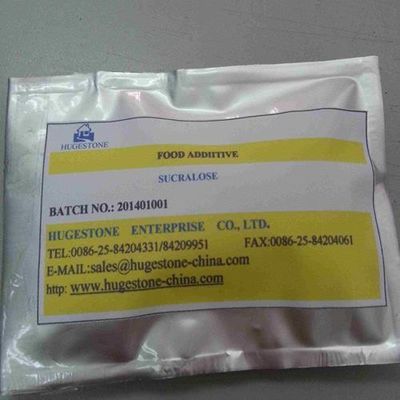 HUGESTONE
FOOD ADDITIVE
SUCRALOSE
BATCH NO.: 201401001
HUGESTONE ENTERPRISE CO., LTD.
TEL:0086-25-84204331/84209951 FAX:0086-25-84204061
E-MAIL:sales@hugestone-china.com
http: www.hugestone-china.com